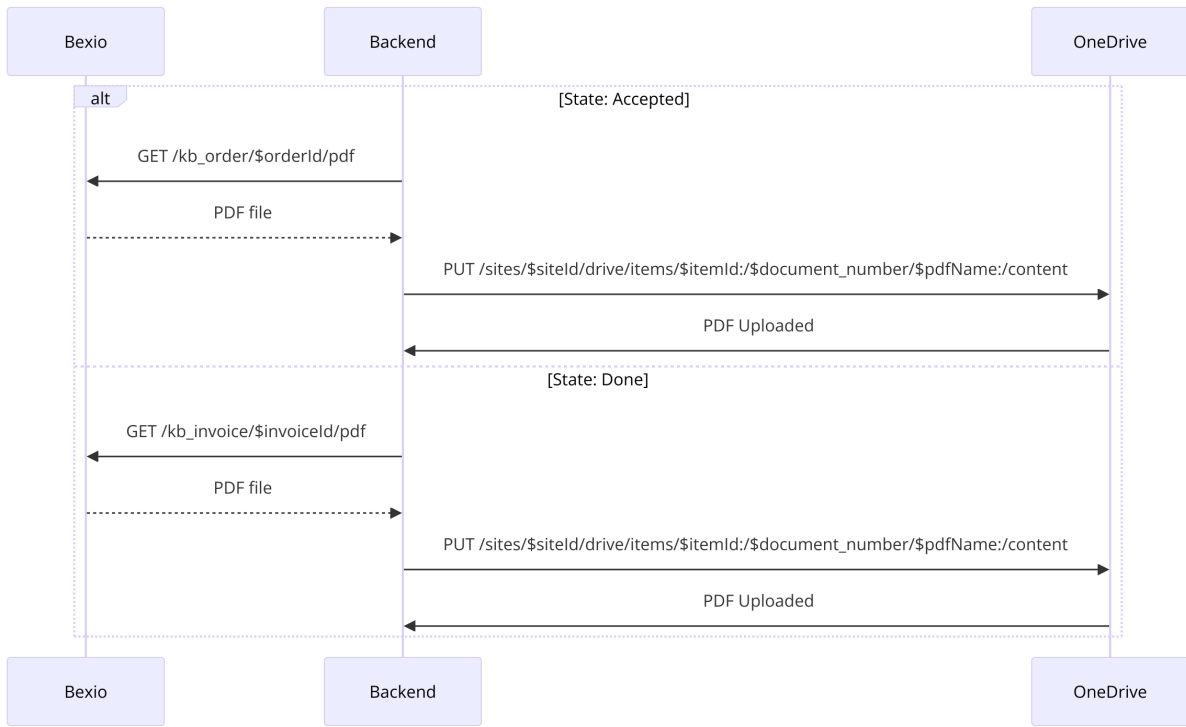 Bexio Backend OneDrive
alt [State: Accepted]
GET /kb_order/$orderId/pdf
PDF file
PUT /sites/$siteId/drive/items/$itemId:/$document_number/$pdfName:/content
PDF Uploaded
[State: Done]
GET /kb_invoice/$invoiceId/pdf
PDF file
PUT /sites/$siteId/drive/items/$itemId:/$document_number/$pdfName:/content
PDF Uploaded
Bexio Backend OneDrive